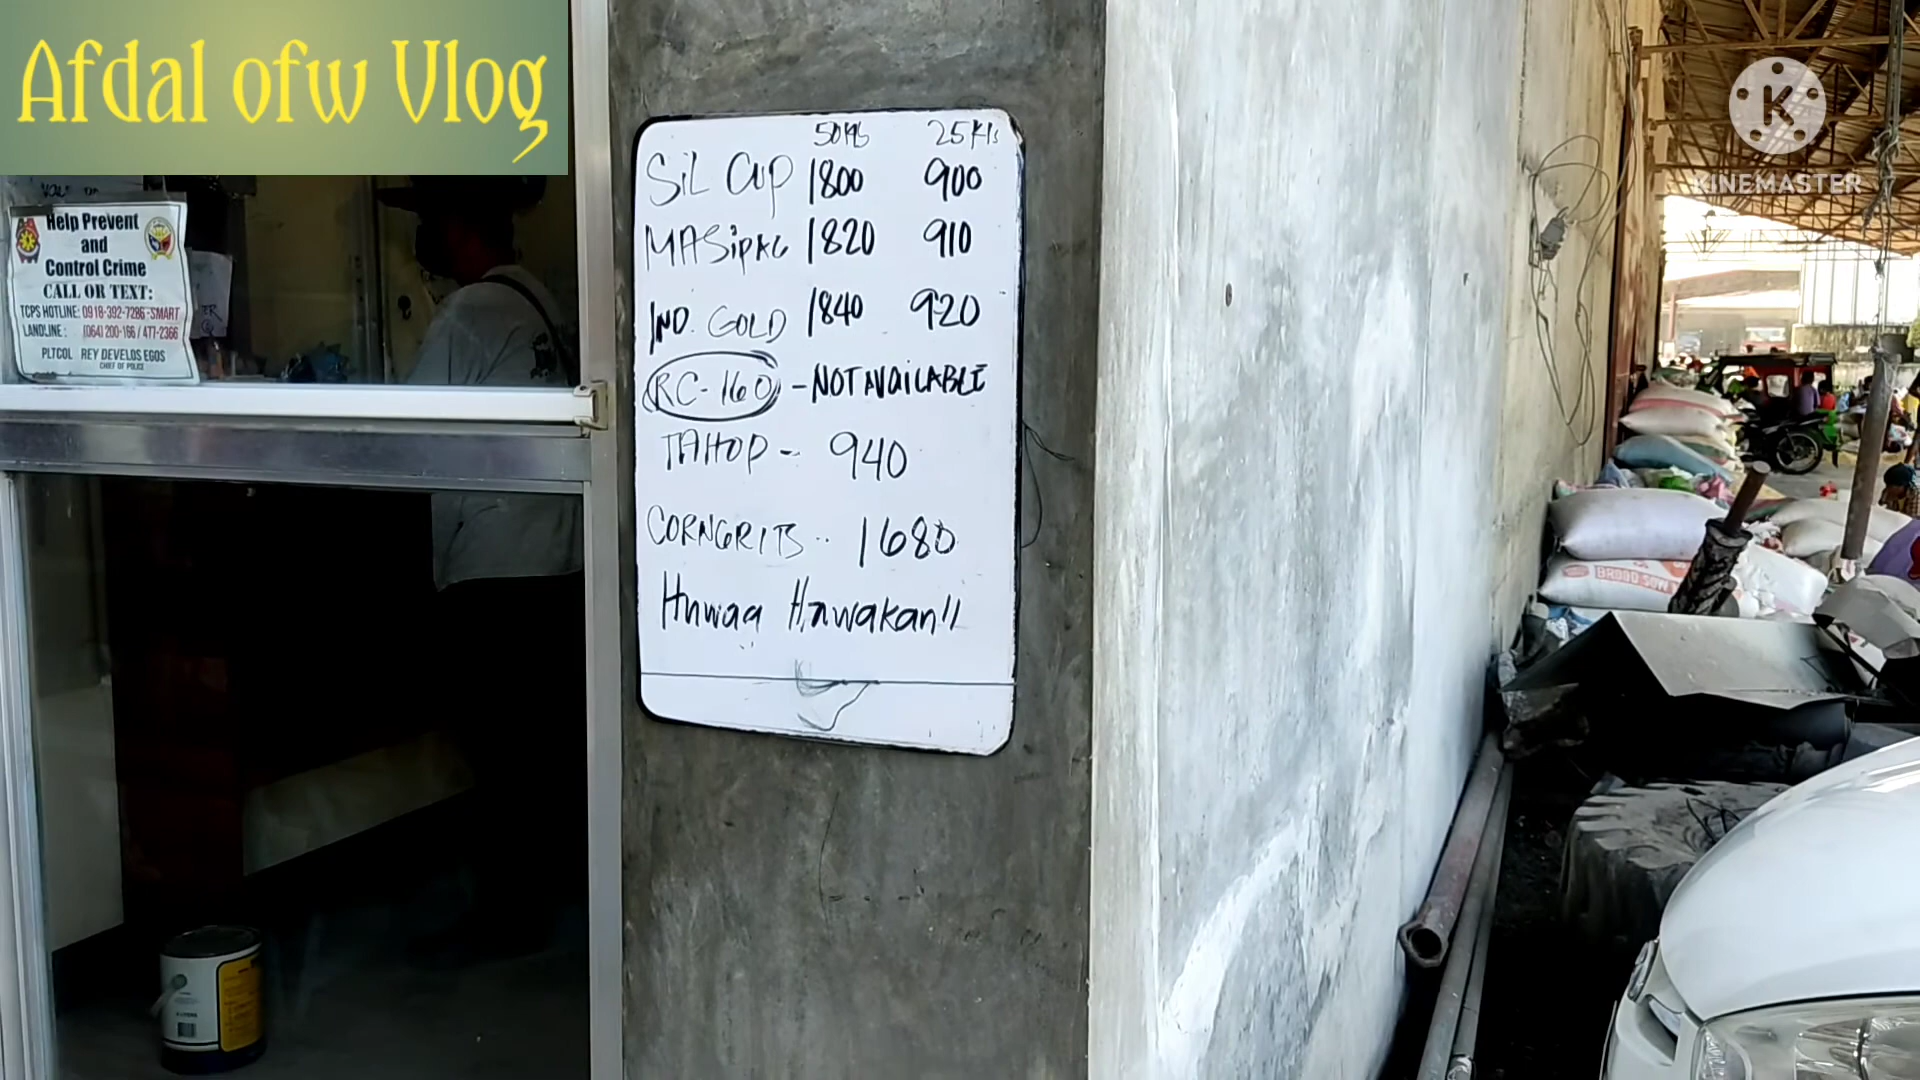 Afdal ofw Vlog
KINEMASTER
Help Prevent
and
Control Crime
CALL OR TEXT:
TCPS HOTLINE: 0918-392-7286-SMART
LANDLINE: (064) 200-166 / 477-2366
PLTCOL REY DEVELOS EGOS
CHIEF OF POLICE
50Kls 25Kls
SiL CUP 1800 900
MASiPAG 1820 910
IND. GOLD 1840 920
RC-160 - NOT AVAiLABLE
TAHOP - 940
CORNGRITS .. 1680
Huwag Hawakan!!